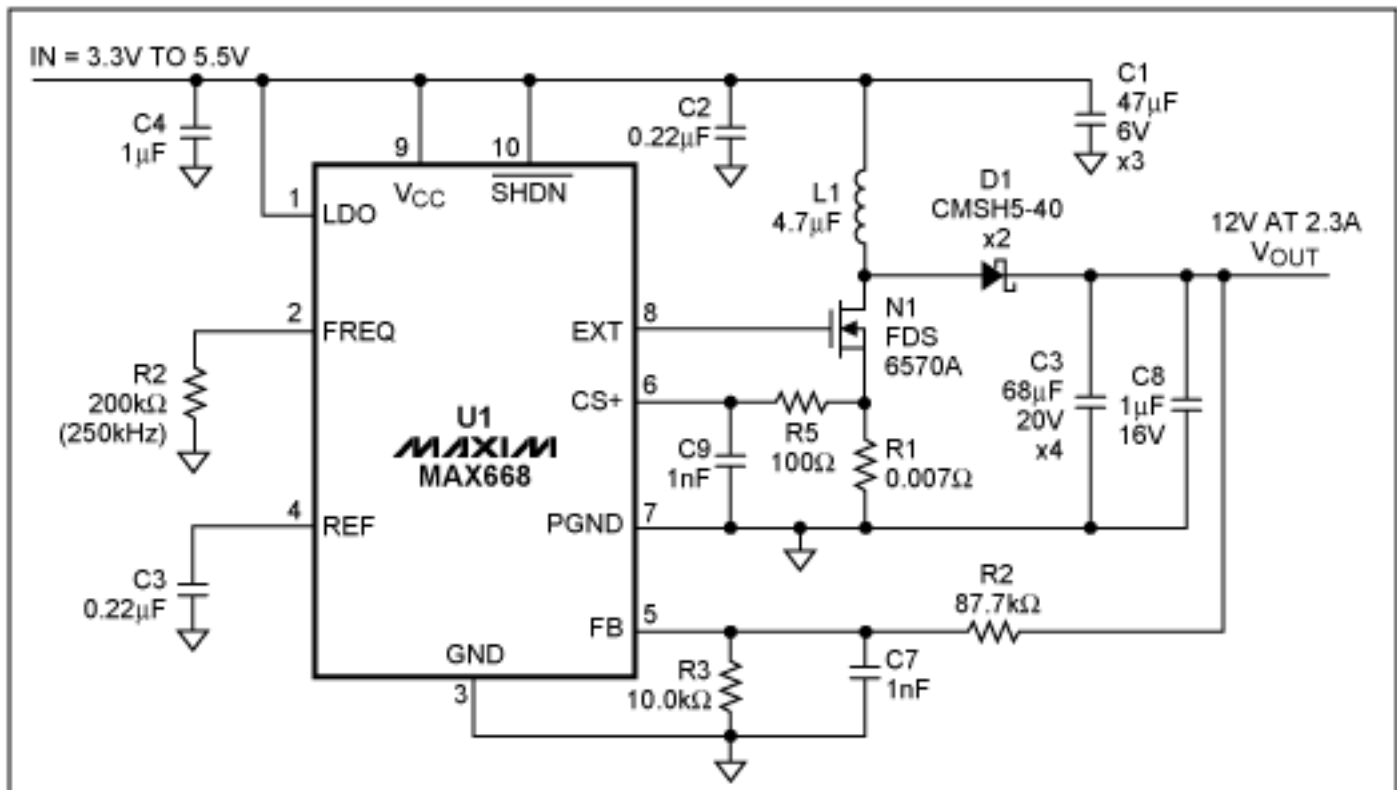 IN = 3.3V TO 5.5V
C4
1μF
C2
0.22μF
C1
47μF
6V
x3
9
10
VCC
SHDN
1
LDO
L1
4.7μF
D1
CMSH5-40
x2
12V AT 2.3A
VOUT
2
FREQ
R2
200kΩ
(250kHz)
EXT
8
N1
FDS
6570A
CS+
6
R5
100Ω
C9
1nF
R1
0.007Ω
C3
68μF
20V
x4
C8
1μF
16V
U1
MAXIM
MAX668
4
REF
PGND
7
C3
0.22μF
R2
87.7kΩ
FB
5
GND
3
R3
10.0kΩ
C7
1nF